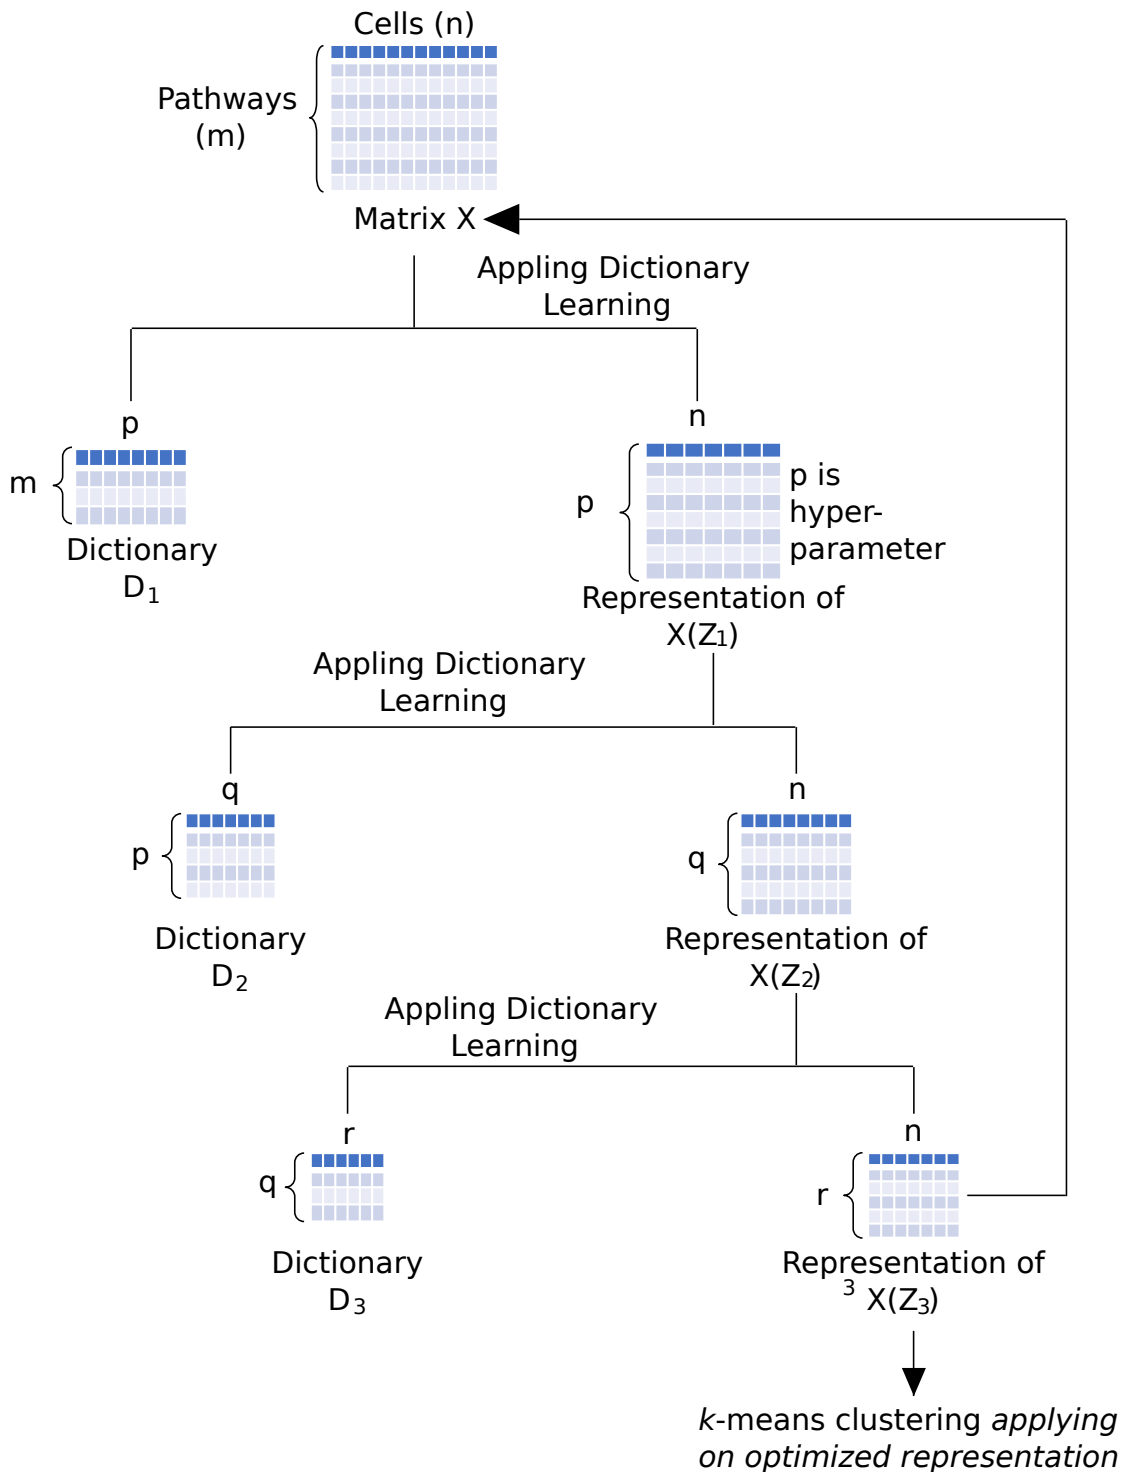 Cells (n)
Pathways
(m)
Matrix X
Appling Dictionary
Learning
p
m
Dictionary
D1
n
p
p is
hyper-
parameter
Representation of
X(Z1)
Appling Dictionary
Learning
q
p
Dictionary
D2
n
q
Representation of
X(Z2)
Appling Dictionary
Learning
r
q
Dictionary
D3
n
r
Representation of
3 X(Z3)
k-means clustering applying
on optimized representation